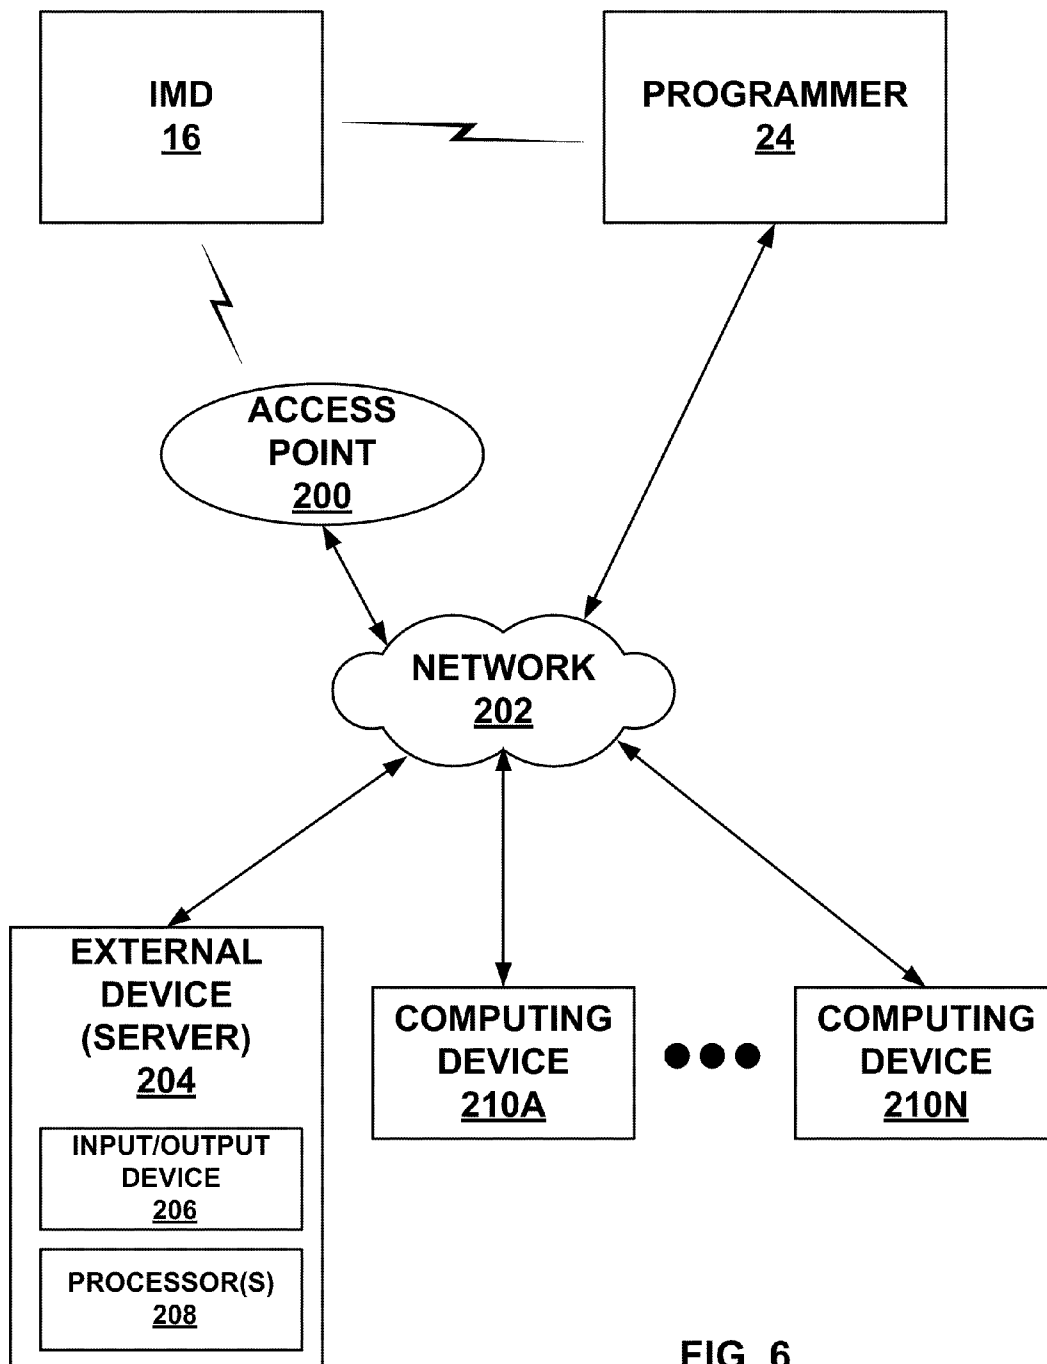 IMD
16
PROGRAMMER
24
ACCESS
POINT
200
NETWORK
202
EXTERNAL
DEVICE
(SERVER)
204
INPUT/OUTPUT
DEVICE
206
PROCESSOR(S)
208
COMPUTING
DEVICE
210A
COMPUTING
DEVICE
210N
FIG. 6